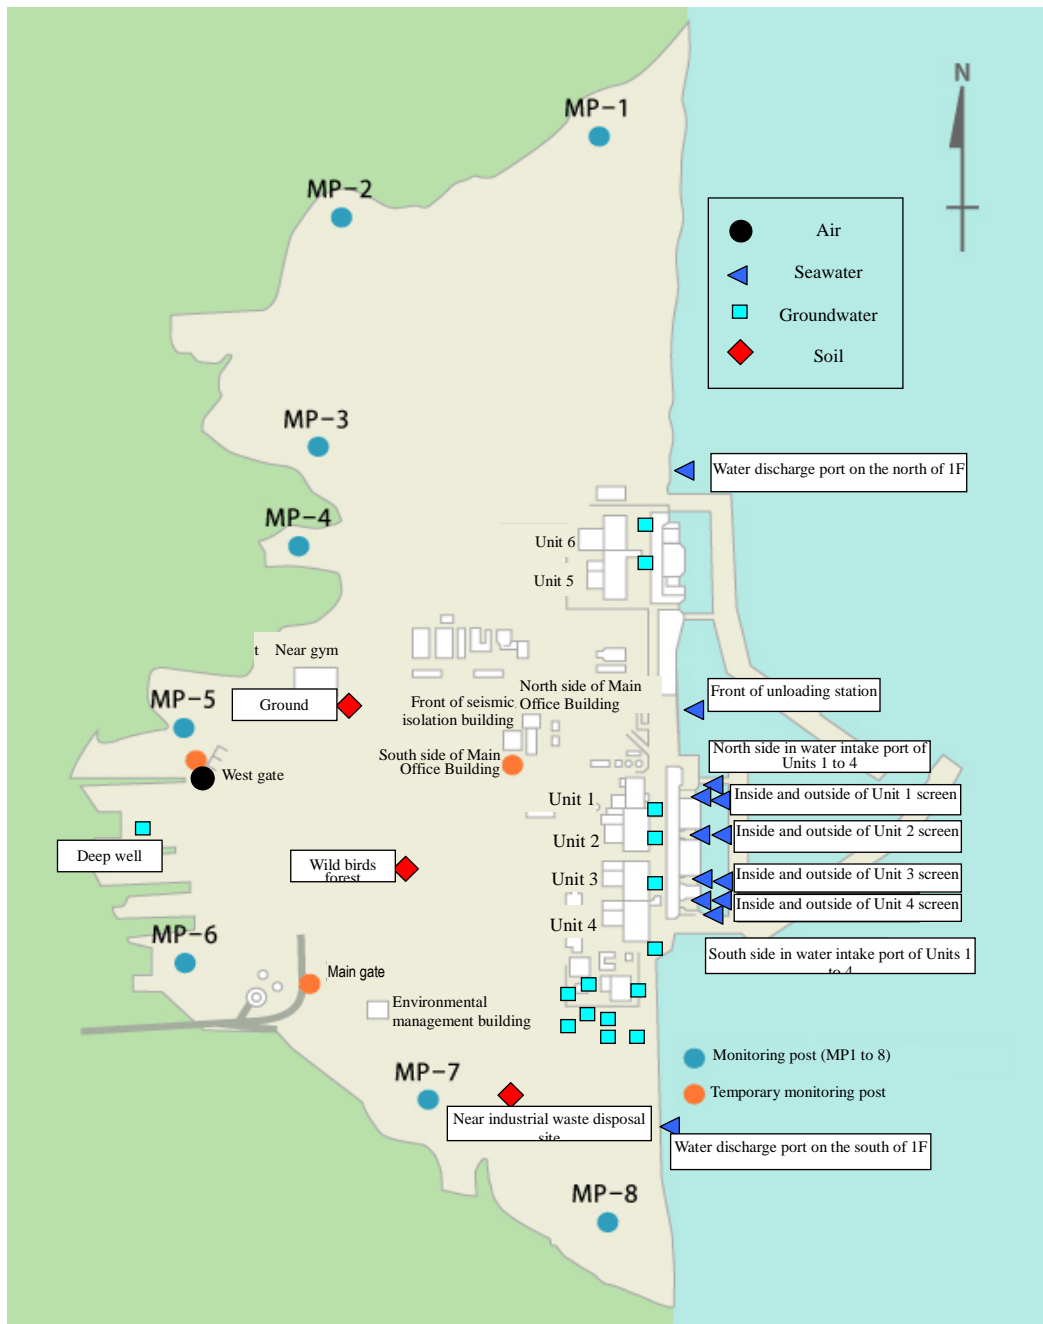 N
MP-1
MP-2
Air
Seawater
Groundwater
Soil
MP-3
Water discharge port on the north of 1F
MP-4
Unit 6
Unit 5
t Near gym
Ground
MP-5
West gate
North side of Main
Office Building
Front of seismic
isolation building
South side of Main
Office Building
Front of unloading station
North side in water intake port of
Units 1 to 4
Unit 1
Inside and outside of Unit 1 screen
Unit 2
Inside and outside of Unit 2 screen
Deep well
Wild birds
forest
Unit 3
Inside and outside of Unit 3 screen
Inside and outside of Unit 4 screen
Unit 4
South side in water intake port of Units 1
to 4
MP-6
Main gate
Environmental
management building
Monitoring post (MP1 to 8)
Temporary monitoring post
MP-7
Near industrial waste disposal
site
Water discharge port on the south of 1F
MP-8